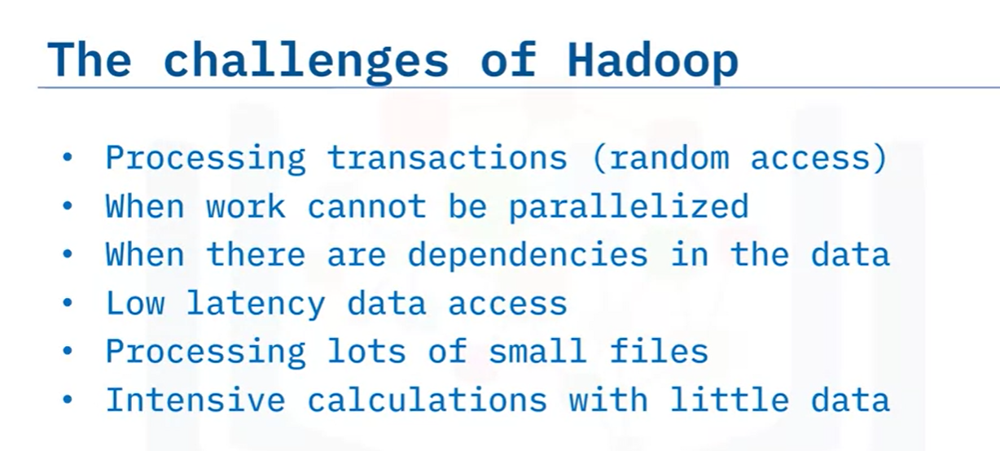 The challenges of Hadoop
• Processing transactions (random access)
• When work cannot be parallelized
• When there are dependencies in the data
• Low latency data access
• Processing lots of small files
• Intensive calculations with little data